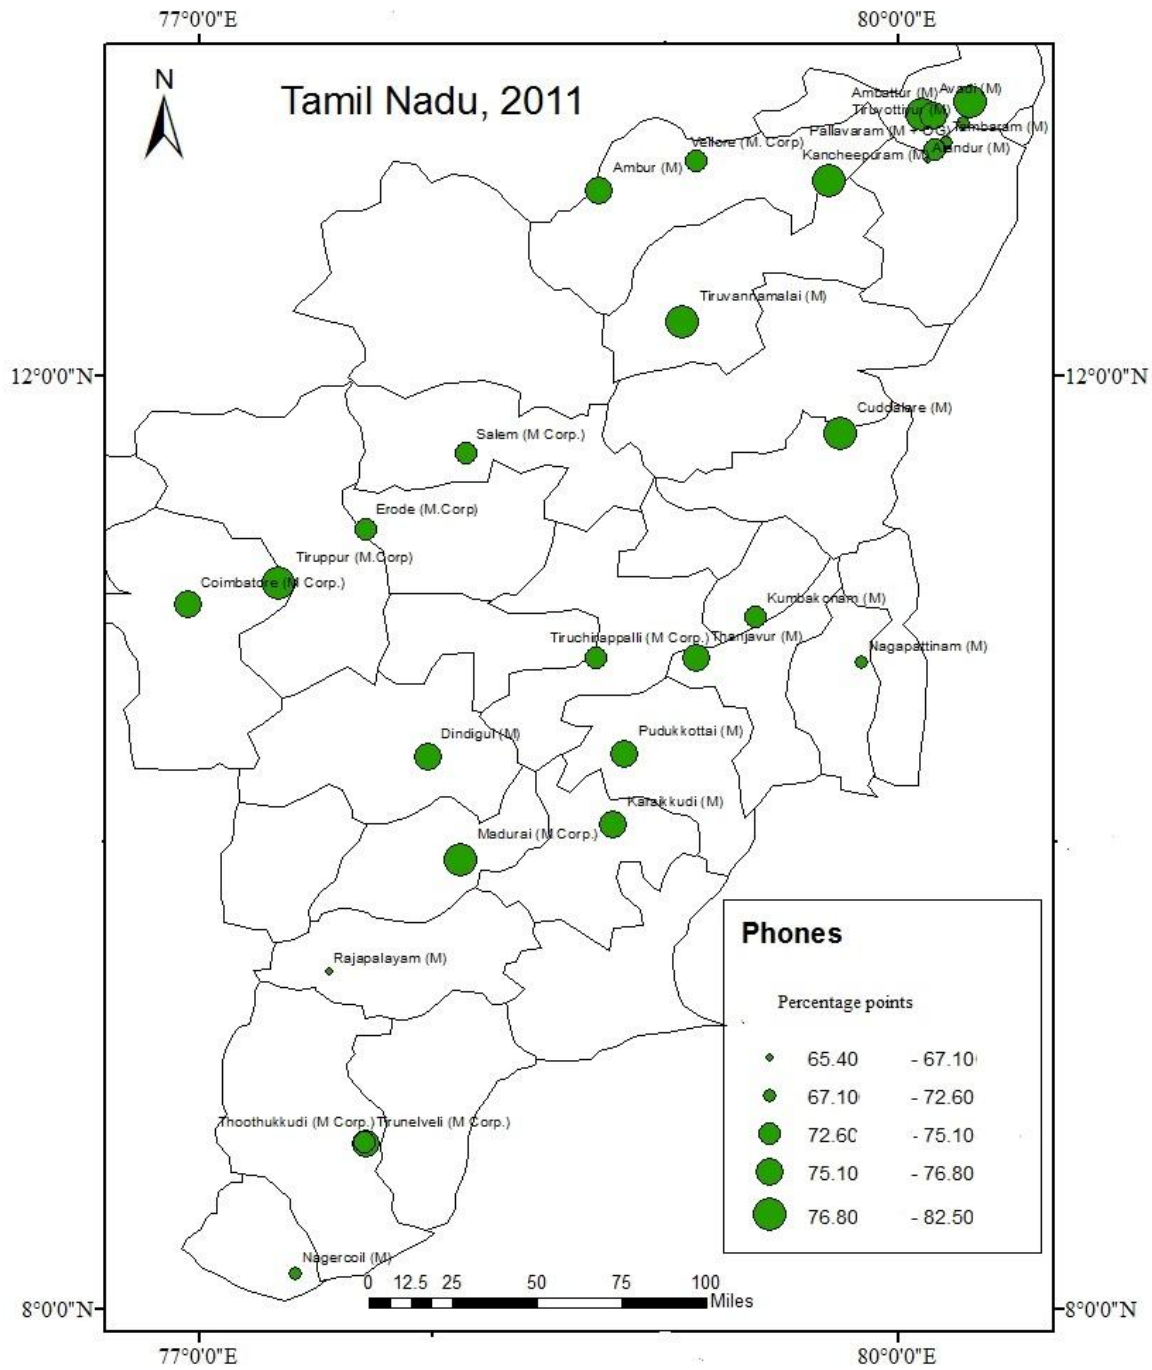 77°0'0"E 80°0'0"E
N
Tamil Nadu, 2011
Ambattur (M) Avadi (M)
Tiruvottiyur (M)
Pallavaram (M + OG) Tambaram (M)
Alandur (M)
Vellore (M. Corp)
Kancheepuram (M)
Ambur (M)
Tiruvannamalai (M)
12°0'0"N 12°0'0"N
Cuddalore (M)
Salem (M Corp.)
Erode (M.Corp)
Tiruppur (M.Corp)
Coimbatore (M Corp.)
Kumbakonam (M)
Tiruchirappalli (M Corp.) Thanjavur (M)
Nagapattinam (M)
Dindigul (M)
Pudukkottai (M)
Karaikkudi (M)
Madurai (M Corp.)
Rajapalayam (M)
Thoothukkudi (M Corp.) Tirunelveli (M Corp.)
Nagercoil (M)
Phones
Percentage points
65.40 - 67.10
67.10 - 72.60
72.60 - 75.10
75.10 - 76.80
76.80 - 82.50
0 12.5 25 50 75 100
Miles
8°0'0"N 8°0'0"N
77°0'0"E 80°0'0"E